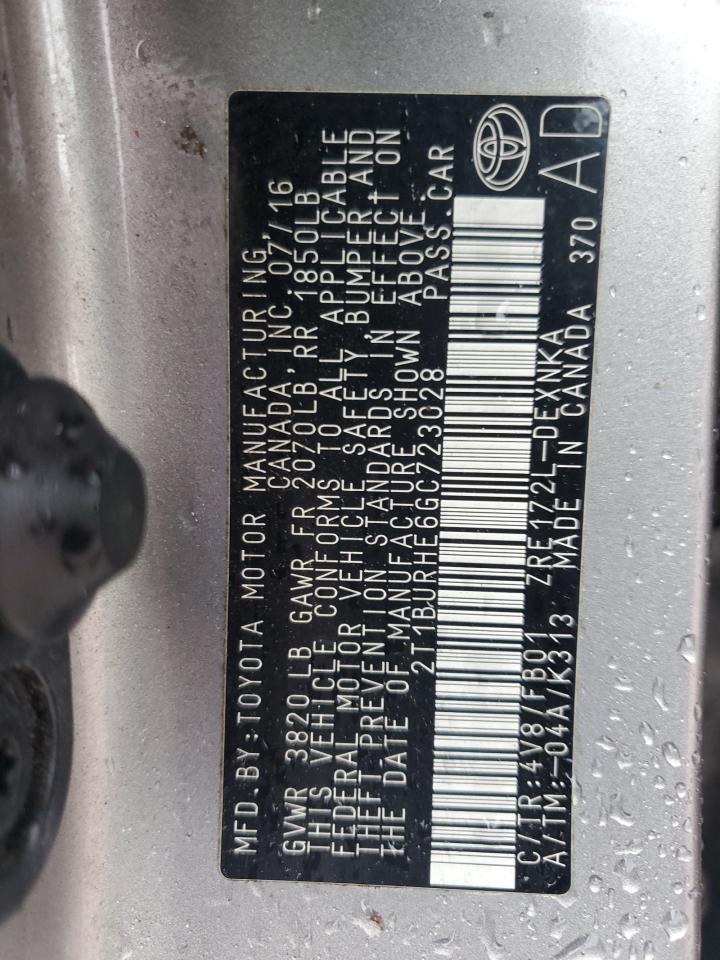 MFD.BY:TOYOTA MOTOR MANUFACTURING,
CANADA,INC 07/16
GVWR 3820 LB GAWR FR 2070LB,RR 1850LB
THIS VEHICLE CONFORMS TO ALL APPLICABLE
FEDERAL MOTOR VEHICLE SAFETY, BUMPER,AND
THEFT PREVENTION STANDARDS IN EFFECT ON
THE DATE OF MANUFACTURE SHOWN ABOVE.
2T1BURHE6GC723C28 PASS.CAR
C/TR:4V8/FB01 ZRE172L-DEXNKA
A/TM:-04A/K313 MADE IN CANADA 370
AD